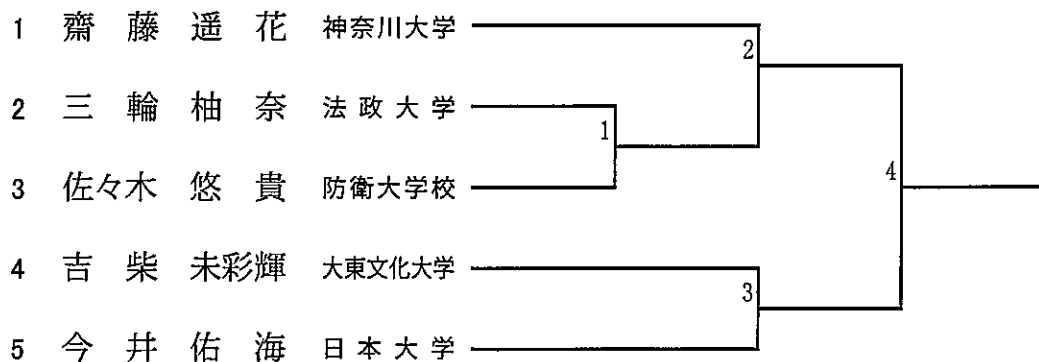 1 齋藤遥花 神奈川大学
2
2 三輪柚奈 法政大学
1
3 佐々木悠貴 防衛大学校
4
4 吉柴未彩輝 大東文化大学
3
5 今井佑海 日本大学